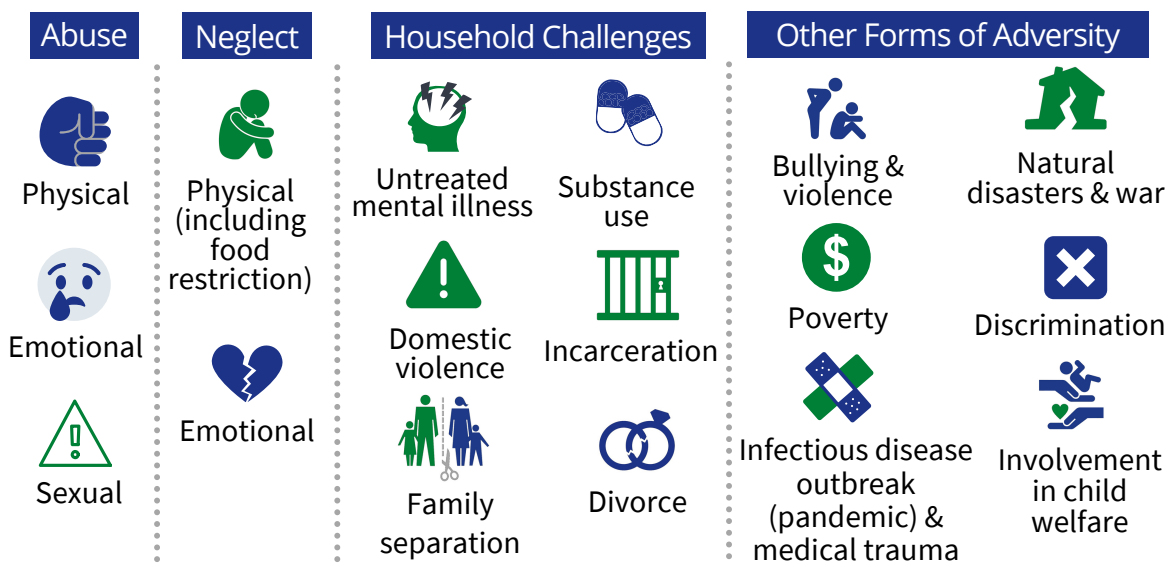 Abuse
Physical
Emotional
Sexual
Neglect
Physical
(including
food
restriction)
Emotional
Household Challenges
Untreated
mental illness
Substance
use
Domestic
violence
Incarceration
Family
separation
Divorce
Other Forms of Adversity
Bullying &
violence
Natural
disasters & war
$
Poverty
Discrimination
Infectious disease
outbreak
(pandemic) &
medical trauma
Involvement
in child
welfare